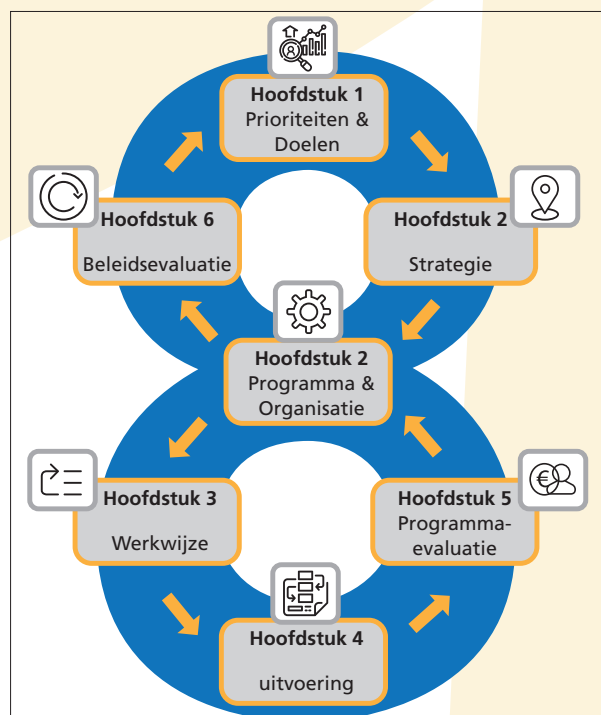 Hoofdstuk 1
Prioriteiten &
Doelen
Hoofdstuk 6
Beleidsevaluatie
Hoofdstuk 2
Strategie
Hoofdstuk 2
Programma &
Organisatie
Hoofdstuk 3
Werkwijze
Hoofdstuk 5
Programma-
evaluatie
€
Hoofdstuk 4
uitvoering